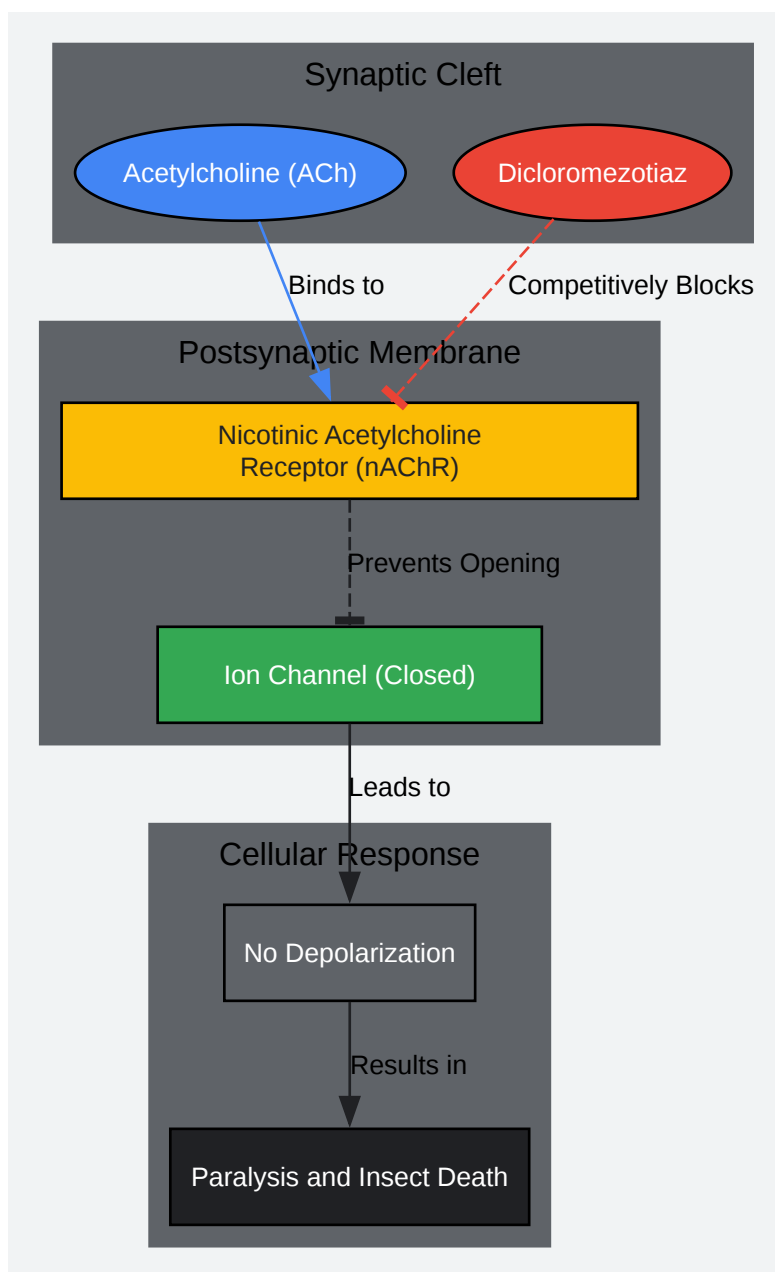 Synaptic Cleft
Acetylcholine (ACh)
Dicloromezotiaz
Binds to
Competitively Blocks
Postsynaptic Membrane
Nicotinic Acetylcholine
Receptor (nAChR)
Prevents Opening
Ion Channel (Closed)
Leads to
Cellular Response
No Depolarization
Results in
Paralysis and Insect Death